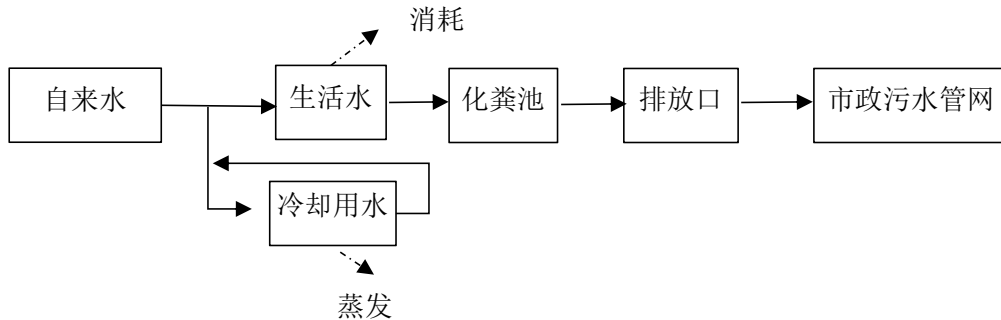 消耗
自来水
生活水
化粪池
排放口
市政污水管网
冷却用水
蒸发